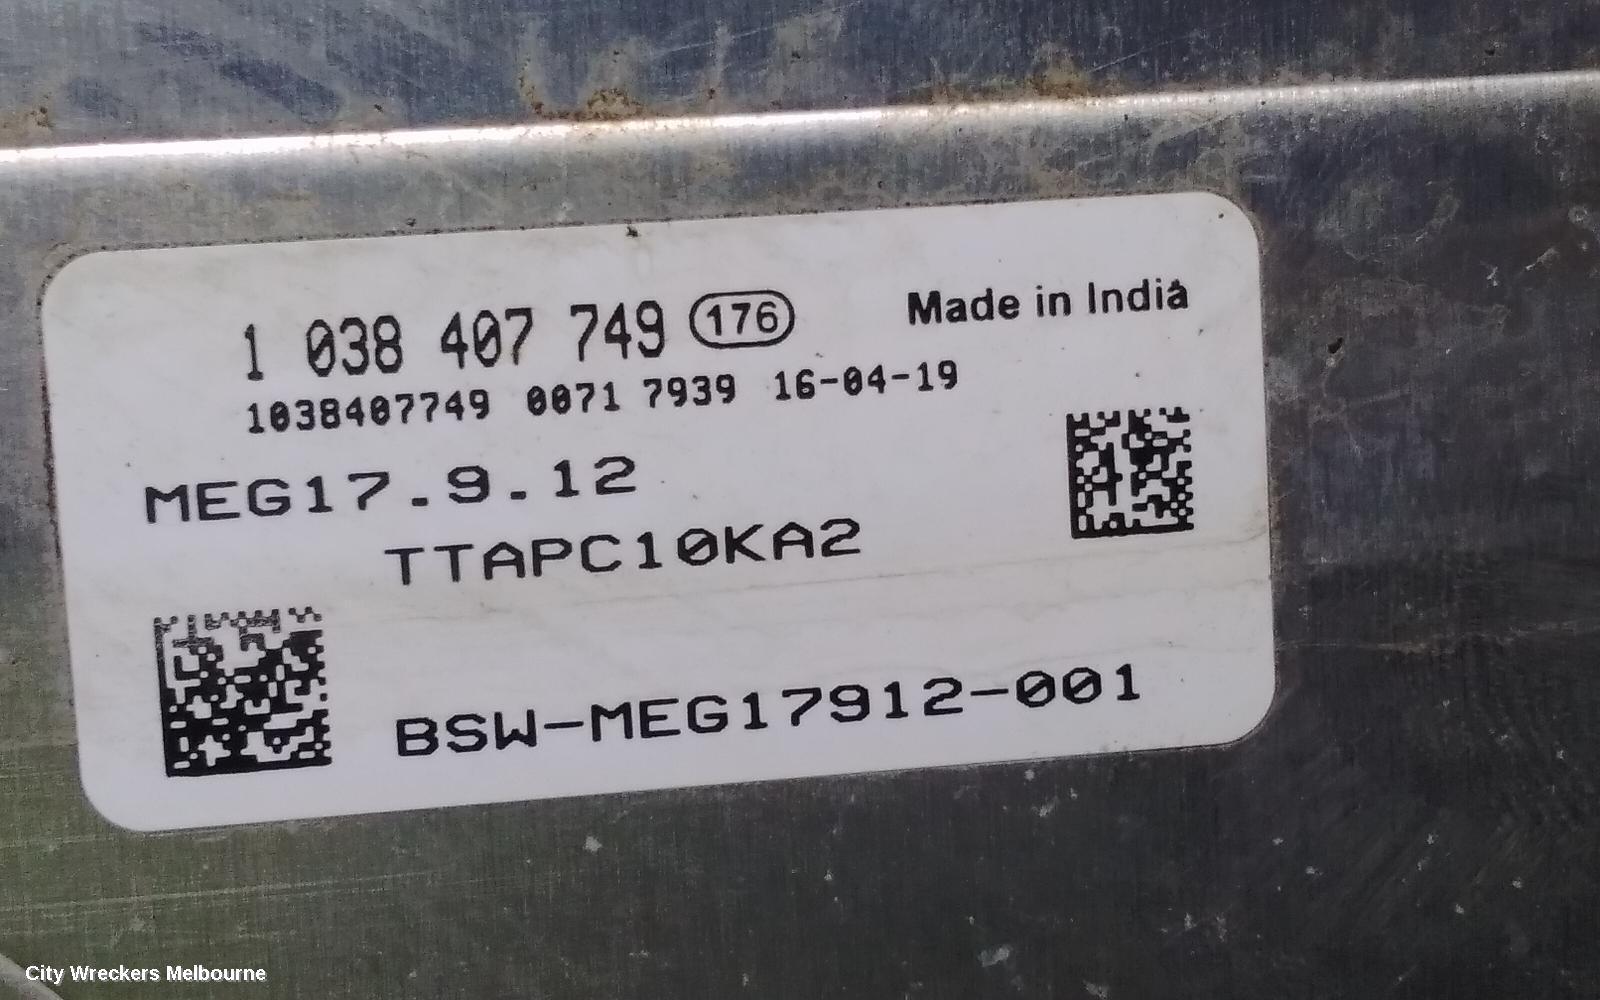 1 038 407 749 176 Made in India
1038407749 0071 7939 16-04-19
MEG17.9.12
TTAPC10KA2
BSW-MEG17912-001
City Wreckers Melbourne